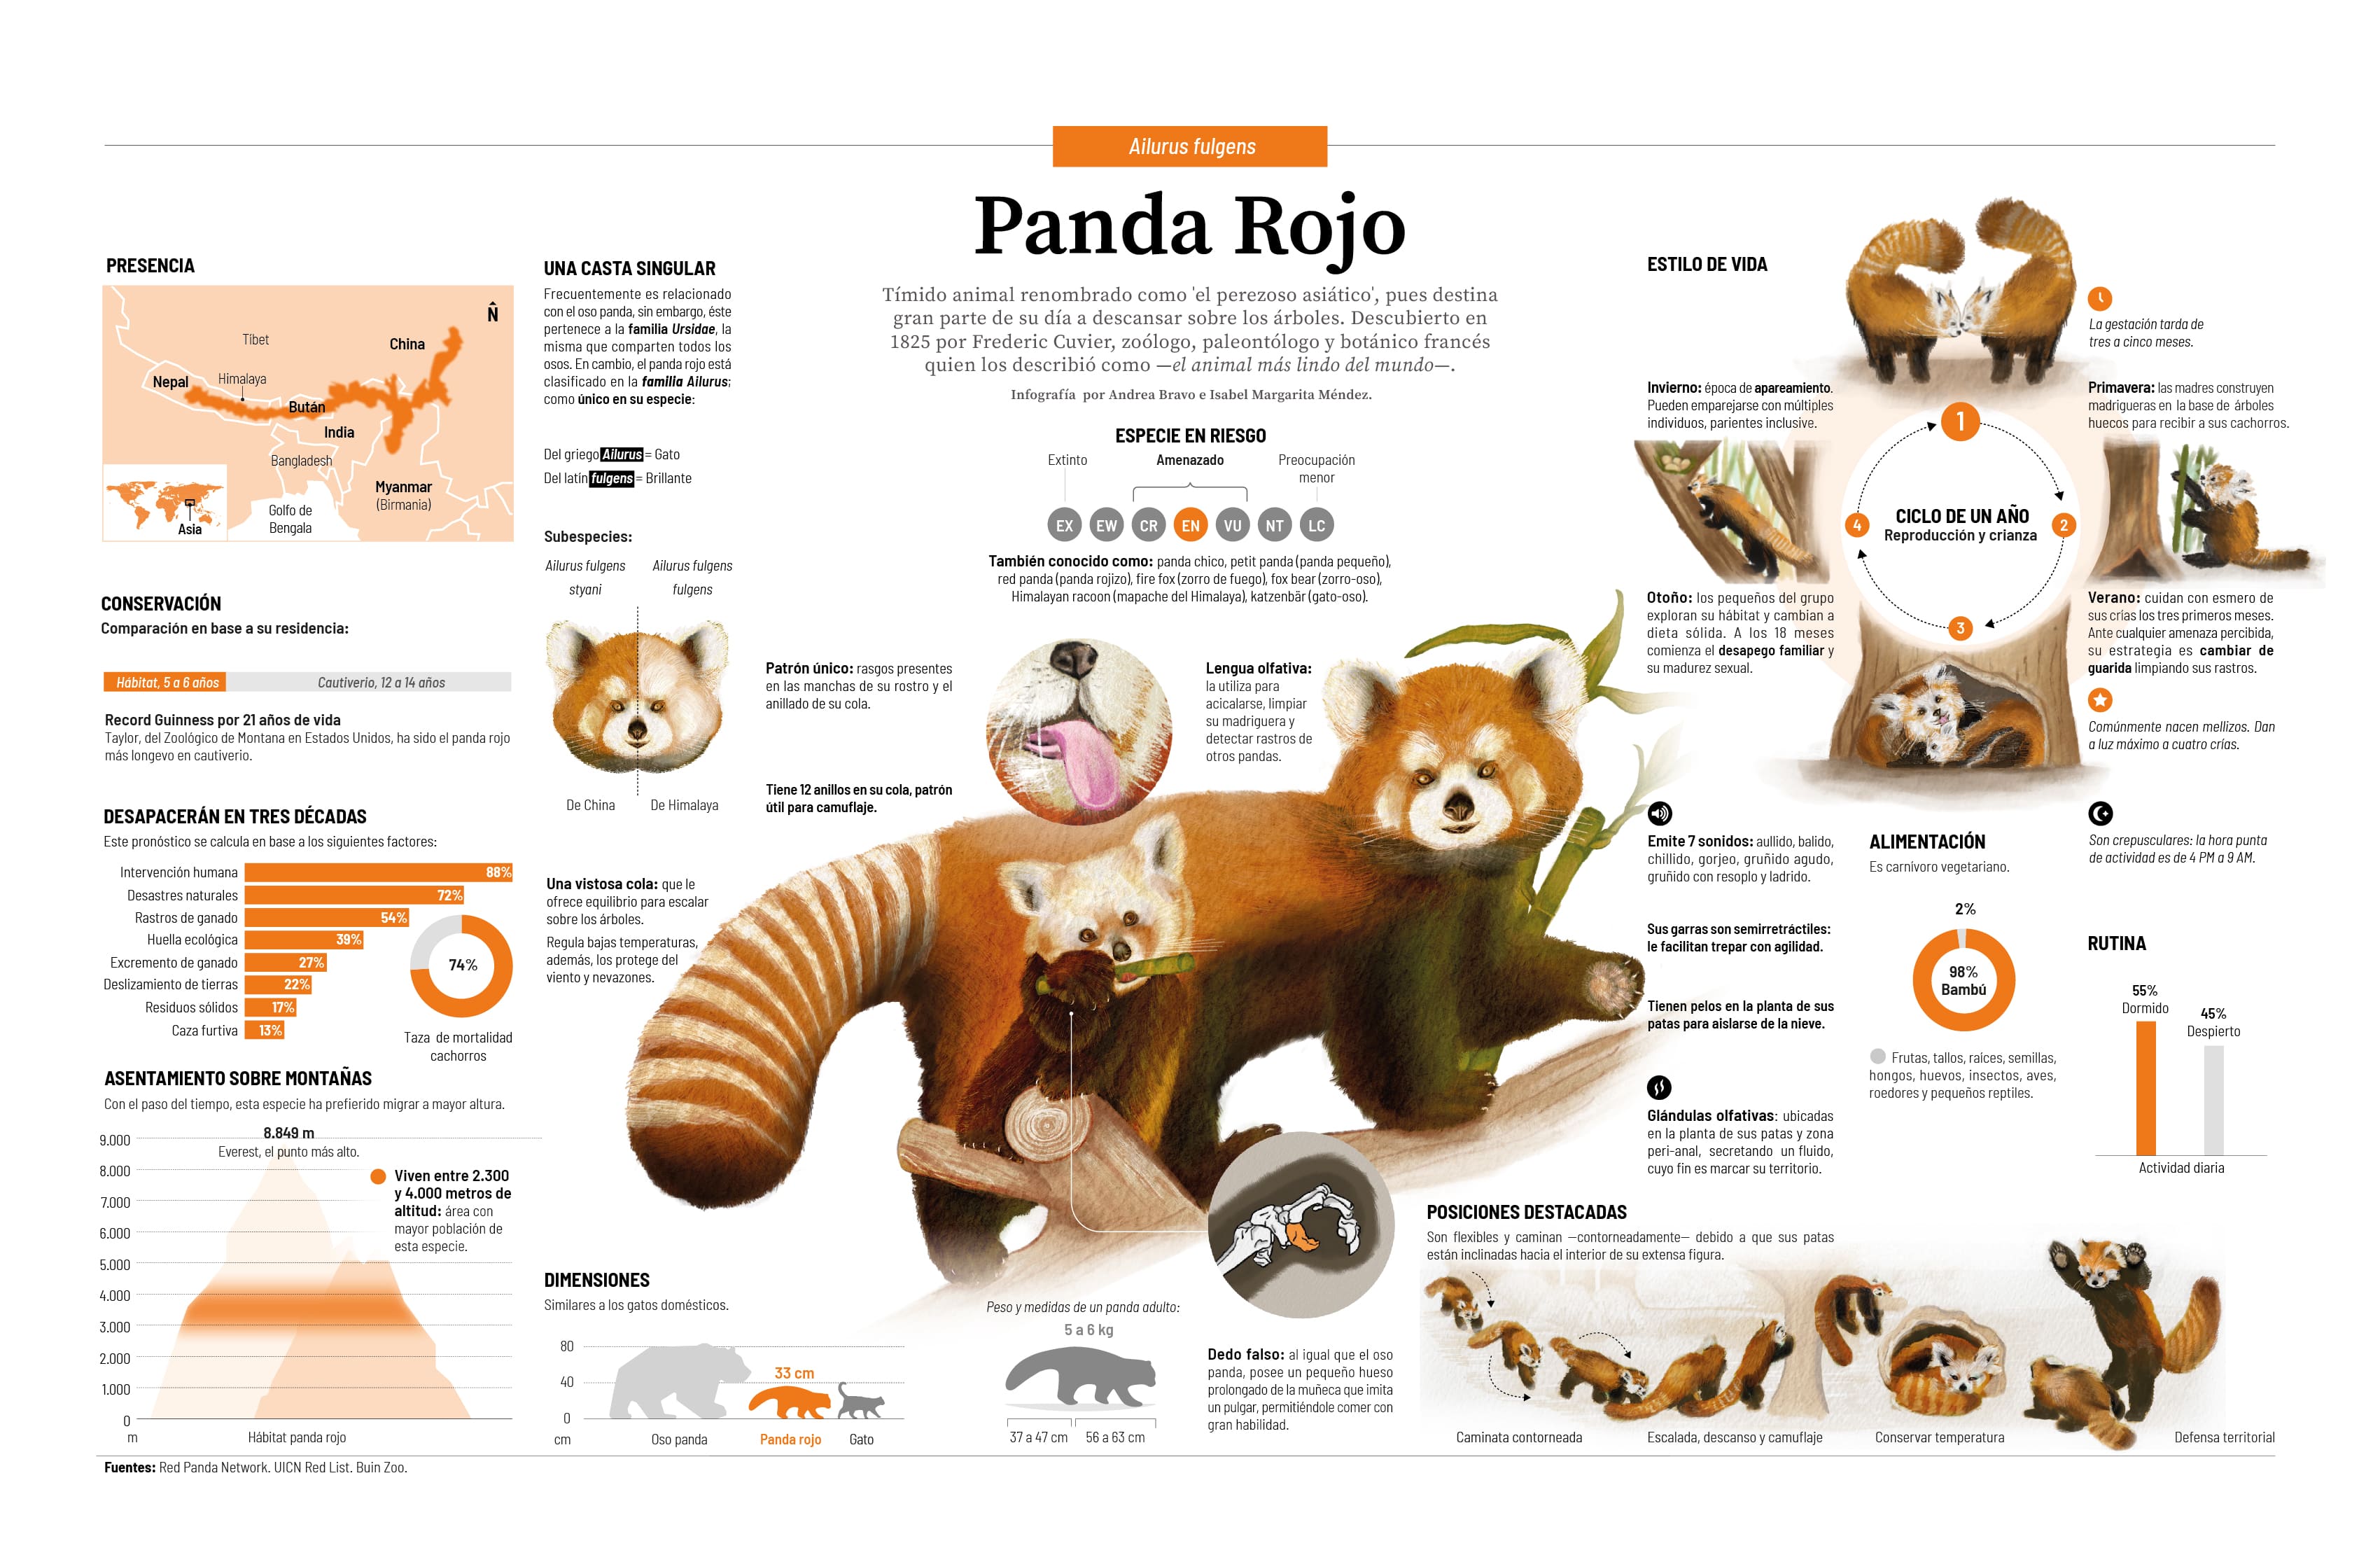 Ailurus fulgens
Panda Rojo
Tímido animal renombrado como 'el perezoso asiático', pues destina
gran parte de su día a descansar sobre los árboles. Descubierto en
1825 por Frederic Cuvier, zoólogo, paleontólogo y botánico francés
quien los describió como —el animal más lindo del mundo—.
Infografía por Andrea Bravo e Isabel Margarita Méndez.
PRESENCIA
N
Tíbet
China
Nepal
Himalaya
Bután
India
Bangladesh
Myanmar
(Birmania)
Golfo de
Bengala
Asia
CONSERVACIÓN
Comparación en base a su residencia:
Hábitat, 5 a 6 años
Cautiverio, 12 a 14 años
Record Guinness por 21 años de vida
Taylor, del Zoológico de Montana en Estados Unidos, ha sido el panda rojo
más longevo en cautiverio.
DESAPACERÁN EN TRES DÉCADAS
Este pronóstico se calcula en base a los siguientes factores:
Intervención humana 88%
Desastres naturales 72%
Rastros de ganado 54%
Huella ecológica 39%
Excremento de ganado 27%
Deslizamiento de tierras 22%
Residuos sólidos 17%
Caza furtiva 13%
74%
Taza de mortalidad
cachorros
ASENTAMIENTO SOBRE MONTAÑAS
Con el paso del tiempo, esta especie ha prefierido migrar a mayor altura.
8.849 m
Everest, el punto más alto.
9.000
8.000
7.000
6.000
5.000
4.000
3.000
2.000
1.000
0
m
Hábitat panda rojo
Viven entre 2.300
y 4.000 metros de
altitud: área con
mayor población de
esta especie.
UNA CASTA SINGULAR
Frecuentemente es relacionado
con el oso panda, sin embargo, éste
pertenece a la familia Ursidae, la
misma que comparten todos los
osos. En cambio, el panda rojo está
clasificado en la familia Ailurus;
como único en su especie:
Del griego Ailurus = Gato
Del latín fulgens = Brillante
Subespecies:
Ailurus fulgens
styani
Ailurus fulgens
fulgens
De China
De Himalaya
Patrón único: rasgos presentes
en las manchas de su rostro y el
anillado de su cola.
Tiene 12 anillos en su cola, patrón
útil para camuflaje.
Una vistosa cola: que le
ofrece equilibrio para escalar
sobre los árboles.
Regula bajas temperaturas,
además, los protege del
viento y nevazones.
ESPECIE EN RIESGO
Extinto
Amenazado
Preocupación
menor
EX EW CR EN VU NT LC
También conocido como: panda chico, petit panda (panda pequeño),
red panda (panda rojizo), fire fox (zorro de fuego), fox bear (zorro-oso),
Himalayan racoon (mapache del Himalaya), katzenbär (gato-oso).
Lengua olfativa:
la utiliza para
acicalarse, limpiar
su madriguera y
detectar rastros de
otros pandas.
DIMENSIONES
Similares a los gatos domésticos.
80
40
0
cm
33 cm
Oso panda
Panda rojo
Gato
Peso y medidas de un panda adulto:
5 a 6 kg
37 a 47 cm
56 a 63 cm
Dedo falso: al igual que el oso
panda, posee un pequeño hueso
prolongado de la muñeca que imita
un pulgar, permitiéndole comer con
gran habilidad.
ESTILO DE VIDA
La gestación tarda de
tres a cinco meses.
Invierno: época de apareamiento.
Pueden emparejarse con múltiples
individuos, parientes inclusive.
Primavera: las madres construyen
madrigueras en la base de árboles
huecos para recibir a sus cachorros.
1
2
3
4
CICLO DE UN AÑO
Reproducción y crianza
Otoño: los pequeños del grupo
exploran su hábitat y cambian a
dieta sólida. A los 18 meses
comienza el desapego familiar y
su madurez sexual.
Verano: cuidan con esmero de
sus crías los tres primeros meses.
Ante cualquier amenaza percibida,
su estrategia es cambiar de
guarida limpiando sus rastros.
Comúnmente nacen mellizos. Dan
a luz máximo a cuatro crías.
Emite 7 sonidos: aullido, balido,
chillido, gorjeo, gruñido agudo,
gruñido con resoplo y ladrido.
Sus garras son semirretráctiles:
le facilitan trepar con agilidad.
Tienen pelos en la planta de sus
patas para aislarse de la nieve.
Glándulas olfativas: ubicadas
en la planta de sus patas y zona
peri-anal, secretando un fluido,
cuyo fin es marcar su territorio.
ALIMENTACIÓN
Es carnívoro vegetariano.
2%
98%
Bambú
Frutas, tallos, raíces, semillas,
hongos, huevos, insectos, aves,
roedores y pequeños reptiles.
Son crepusculares: la hora punta
de actividad es de 4 PM a 9 AM.
RUTINA
55%
Dormido
45%
Despierto
Actividad diaria
POSICIONES DESTACADAS
Son flexibles y caminan —contorneadamente— debido a que sus patas
están inclinadas hacia el interior de su extensa figura.
Caminata contorneada
Escalada, descanso y camuflaje
Conservar temperatura
Defensa territorial
Fuentes: Red Panda Network. UICN Red List. Buin Zoo.